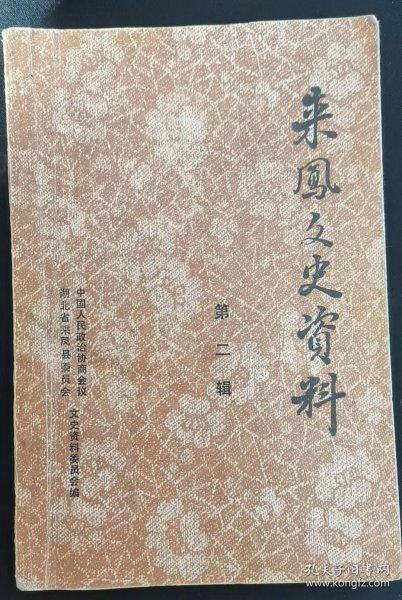 来鳳文史資料
第二辑
中国人民政治协商会议
湖北省来凤县委员会
文史资料委员会编
孔夫子旧书网
www.kongfz.com